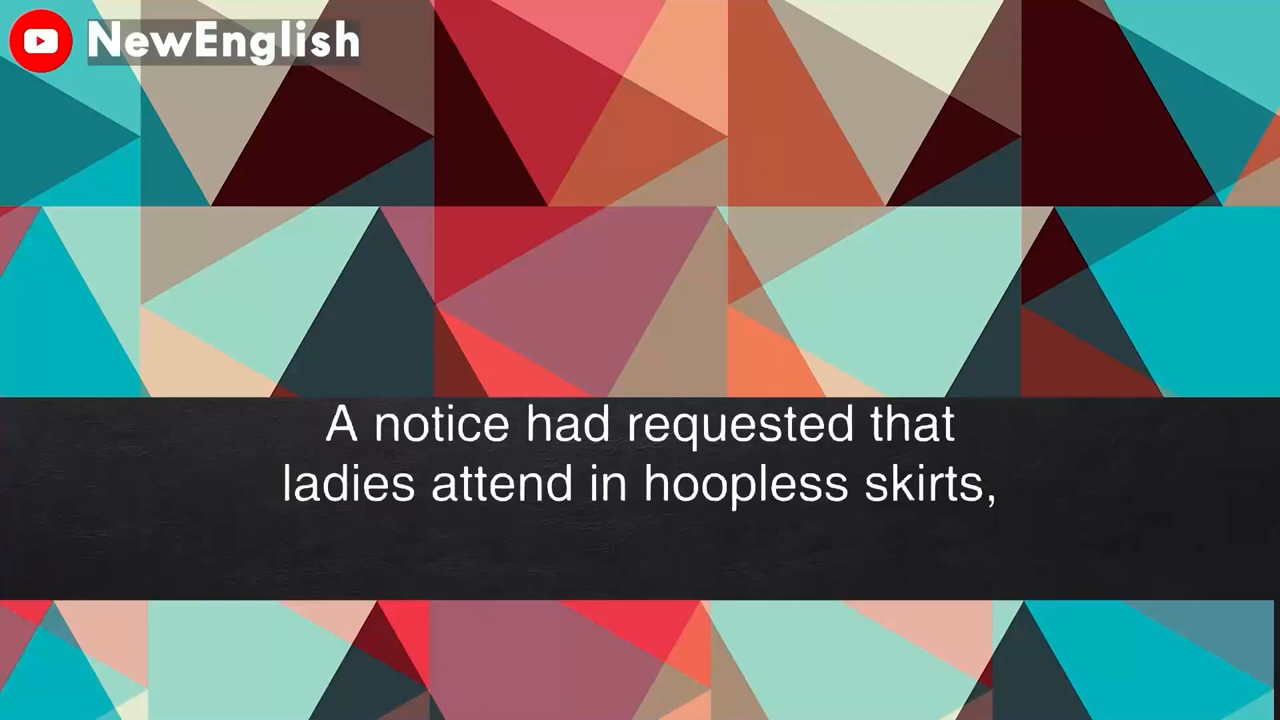 NewEnglish
A notice had requested that
ladies attend in hoopless skirts,